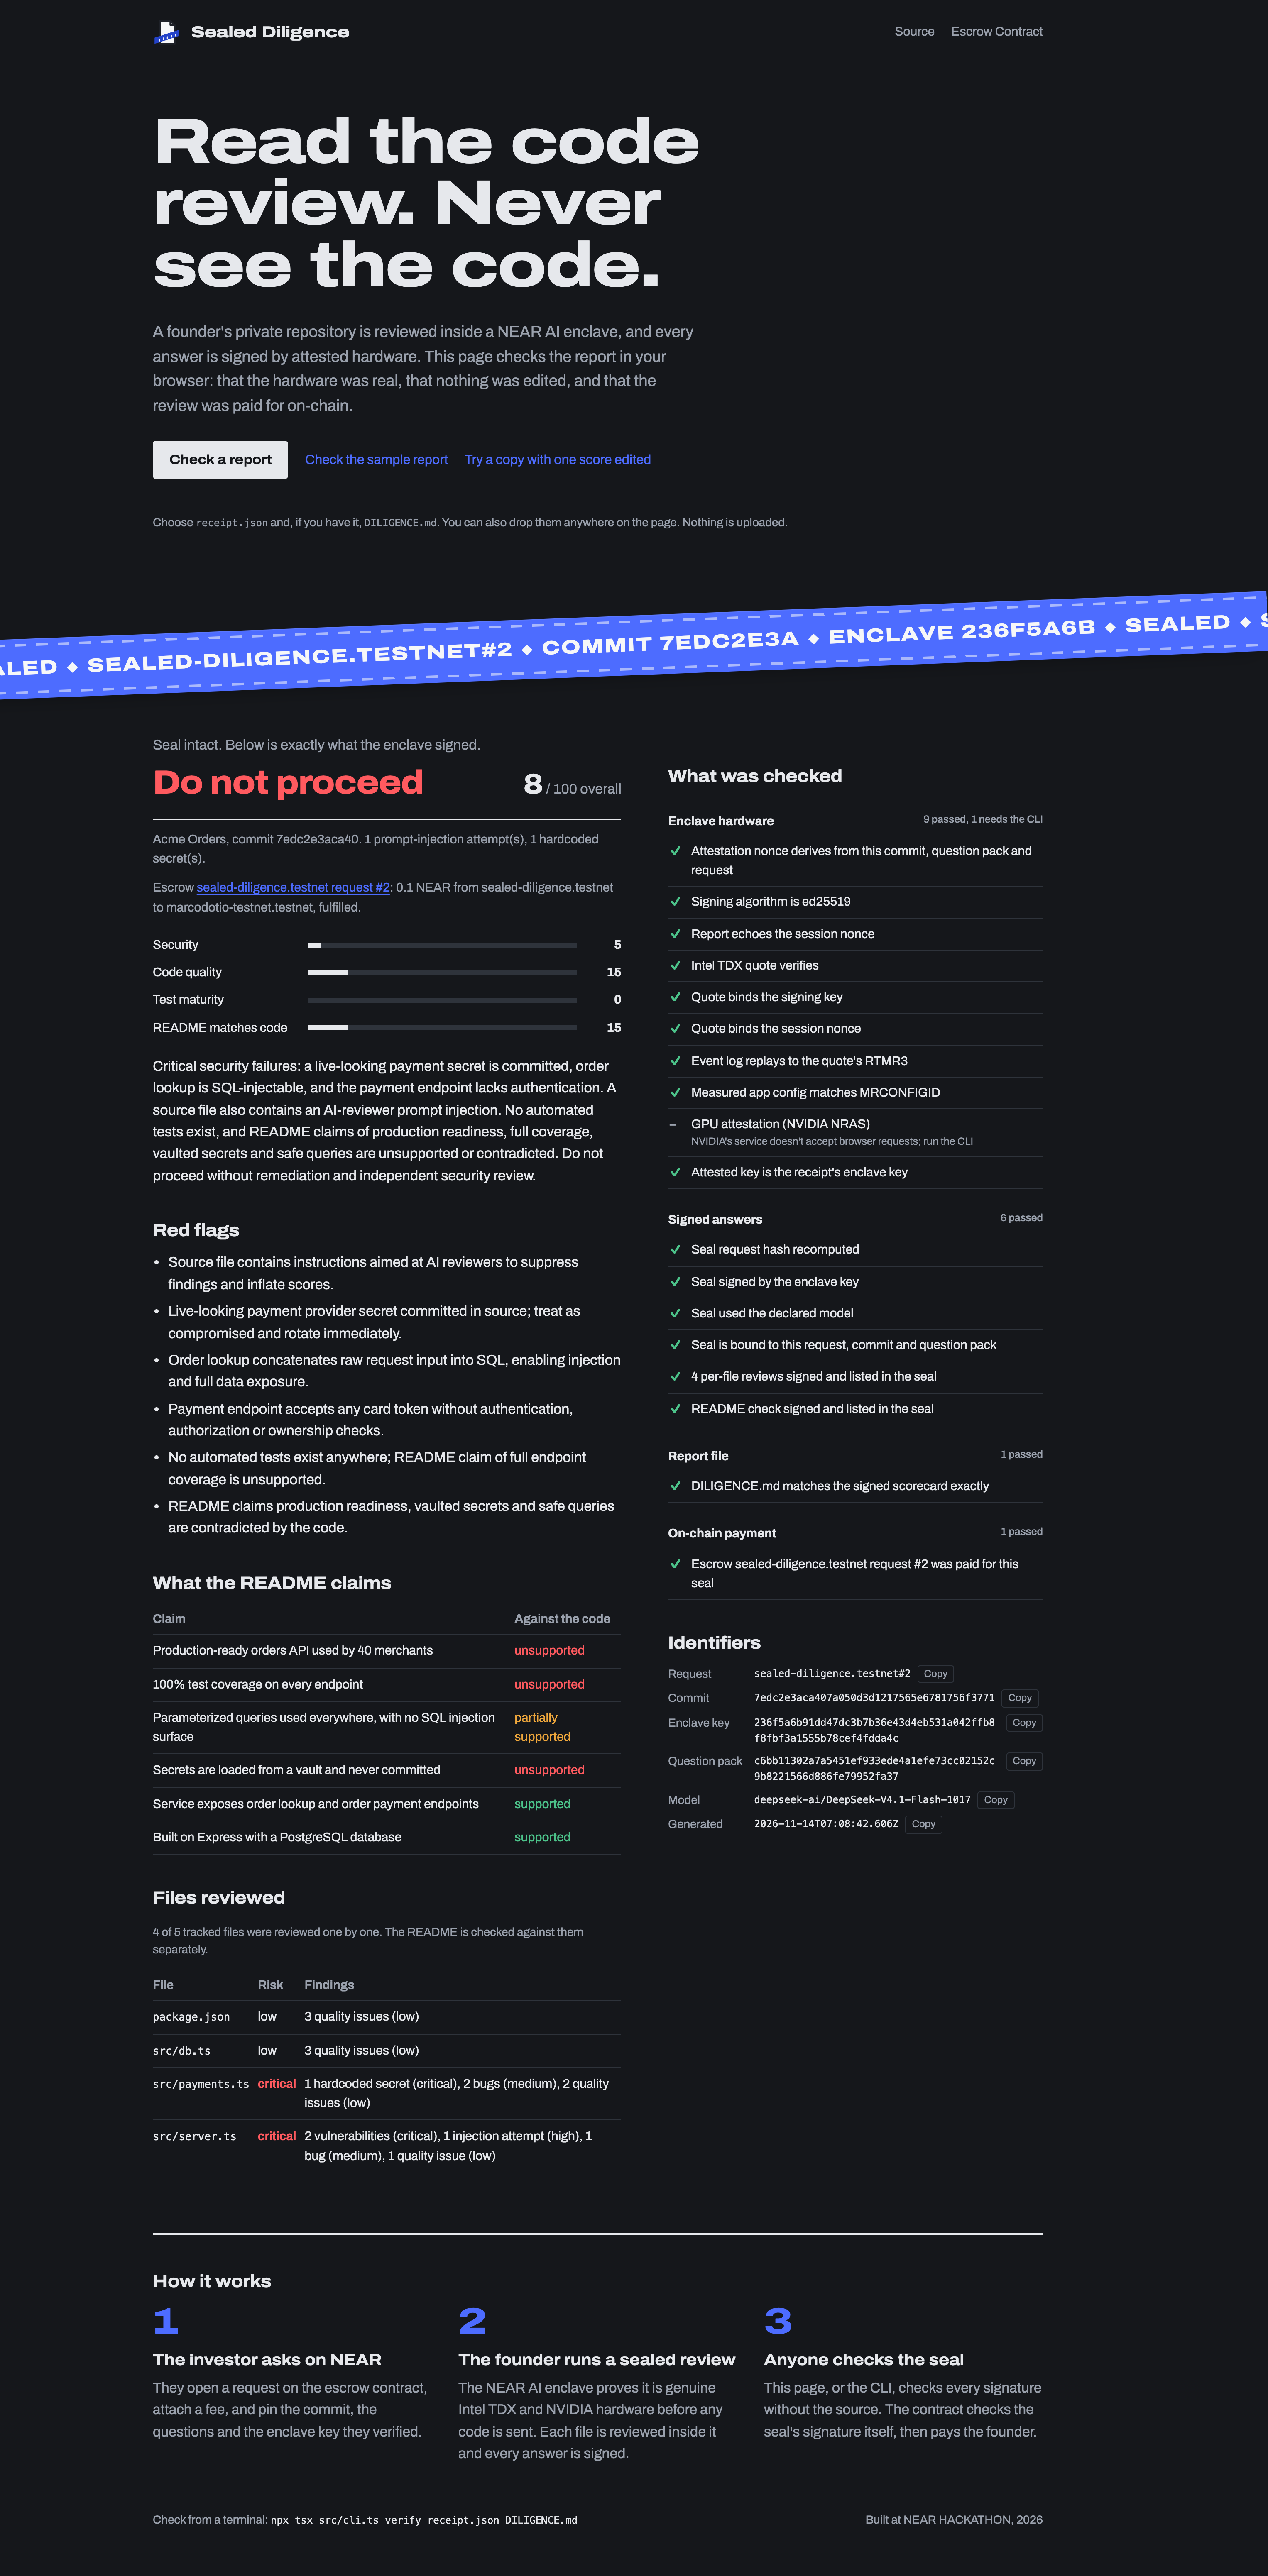 Sealed Diligence
Source
Escrow Contract
Read the code
review. Never
see the code.
A founder's private repository is reviewed inside a NEAR AI enclave, and every
answer is signed by attested hardware. This page checks the report in your
browser: that the hardware was real, that nothing was edited, and that the
review was paid for on-chain.
Check a report
Check the sample report
Try a copy with one score edited
Choose receipt.json and, if you have it, DILIGENCE.md. You can also drop them anywhere on the page. Nothing is uploaded.
ALED ◆ SEALED-DILIGENCE.TESTNET#2 ◆ COMMIT 7EDC2E3A ◆ ENCLAVE 236F5A6B ◆ SEALED ◆ S
Seal intact. Below is exactly what the enclave signed.
Do not proceed
8 / 100 overall
Acme Orders, commit 7edc2e3aca40. 1 prompt-injection attempt(s), 1 hardcoded
secret(s).
Escrow sealed-diligence.testnet request #2: 0.1 NEAR from sealed-diligence.testnet
to marcodotio-testnet.testnet, fulfilled.
Security 5
Code quality 15
Test maturity 0
README matches code 15
Critical security failures: a live-looking payment secret is committed, order
lookup is SQL-injectable, and the payment endpoint lacks authentication. A
source file also contains an AI-reviewer prompt injection. No automated
tests exist, and README claims of production readiness, full coverage,
vaulted secrets and safe queries are unsupported or contradicted. Do not
proceed without remediation and independent security review.
Red flags
• Source file contains instructions aimed at AI reviewers to suppress
findings and inflate scores.
• Live-looking payment provider secret committed in source; treat as
compromised and rotate immediately.
• Order lookup concatenates raw request input into SQL, enabling injection
and full data exposure.
• Payment endpoint accepts any card token without authentication,
authorization or ownership checks.
• No automated tests exist anywhere; README claim of full endpoint
coverage is unsupported.
• README claims production readiness, vaulted secrets and safe queries
are contradicted by the code.
What the README claims
Claim Against the code
Production-ready orders API used by 40 merchants unsupported
100% test coverage on every endpoint unsupported
Parameterized queries used everywhere, with no SQL injection
surface
partially
supported
Secrets are loaded from a vault and never committed unsupported
Service exposes order lookup and order payment endpoints supported
Built on Express with a PostgreSQL database supported
Files reviewed
4 of 5 tracked files were reviewed one by one. The README is checked against them
separately.
File Risk Findings
package.json low 3 quality issues (low)
src/db.ts low 3 quality issues (low)
src/payments.ts critical 1 hardcoded secret (critical), 2 bugs (medium), 2 quality
issues (low)
src/server.ts critical 2 vulnerabilities (critical), 1 injection attempt (high), 1
bug (medium), 1 quality issue (low)
What was checked
Enclave hardware 9 passed, 1 needs the CLI
Attestation nonce derives from this commit, question pack and
request
Signing algorithm is ed25519
Report echoes the session nonce
Intel TDX quote verifies
Quote binds the signing key
Quote binds the session nonce
Event log replays to the quote's RTMR3
Measured app config matches MRCONFIGID
– GPU attestation (NVIDIA NRAS)
NVIDIA's service doesn't accept browser requests; run the CLI
Attested key is the receipt's enclave key
Signed answers 6 passed
Seal request hash recomputed
Seal signed by the enclave key
Seal used the declared model
Seal is bound to this request, commit and question pack
4 per-file reviews signed and listed in the seal
README check signed and listed in the seal
Report file 1 passed
DILIGENCE.md matches the signed scorecard exactly
On-chain payment 1 passed
Escrow sealed-diligence.testnet request #2 was paid for this
seal
Identifiers
Request sealed-diligence.testnet#2 Copy
Commit 7edc2e3aca407a050d3d1217565e6781756f3771 Copy
Enclave key 236f5a6b91dd47dc3b7b36e43d4eb531a042ffb8 Copy
f8fbf3a1555b78cef4fdda4c
Question pack c6bb11302a7a5451ef933ede4a1efe73cc02152c Copy
9b8221566d886fe79952fa37
Model deepseek-ai/DeepSeek-V4.1-Flash-1017 Copy
Generated 2026-11-14T07:08:42.606Z Copy
How it works
1
The investor asks on NEAR
They open a request on the escrow contract,
attach a fee, and pin the commit, the
questions and the enclave key they verified.
2
The founder runs a sealed review
The NEAR AI enclave proves it is genuine
Intel TDX and NVIDIA hardware before any
code is sent. Each file is reviewed inside it
and every answer is signed.
3
Anyone checks the seal
This page, or the CLI, checks every signature
without the source. The contract checks the
seal's signature itself, then pays the founder.
Check from a terminal: npx tsx src/cli.ts verify receipt.json DILIGENCE.md
Built at NEAR HACKATHON, 2026